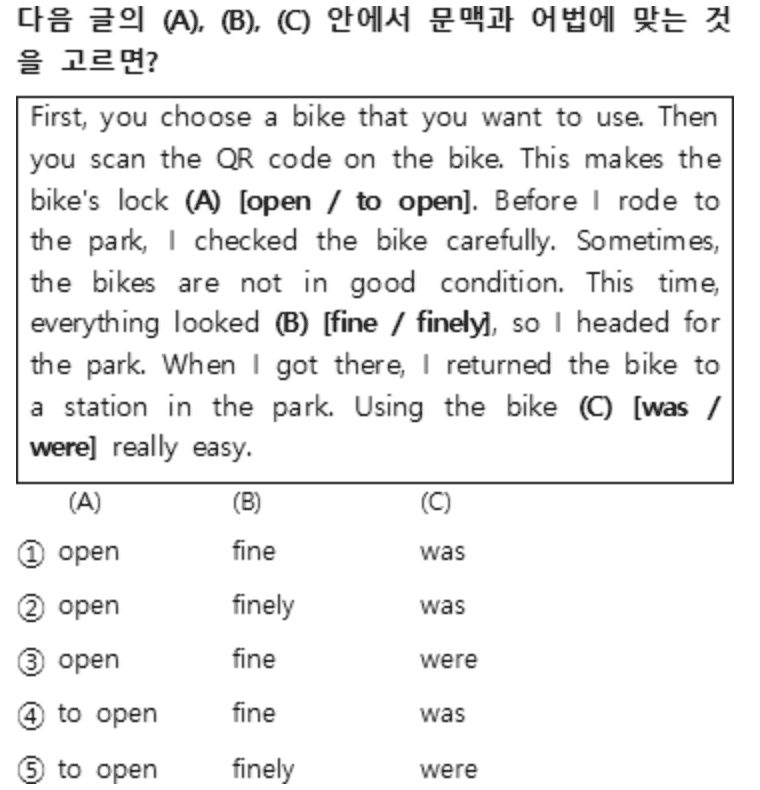 다음 글의 (A), (B), (C) 안에서 문맥과 어법에 맞는 것
을 고르면?
First, you choose a bike that you want to use. Then
you scan the QR code on the bike. This makes the
bike's lock (A) [open / to open]. Before I rode to
the park, I checked the bike carefully. Sometimes,
the bikes are not in good condition. This time,
everything looked (B) [fine / finely], so I headed for
the park. When I got there, I returned the bike to
a station in the park. Using the bike (C) [was /
were] really easy.
(A) (B) (C)
① open fine was
② open finely was
③ open fine were
④ to open fine was
⑤ to open finely were